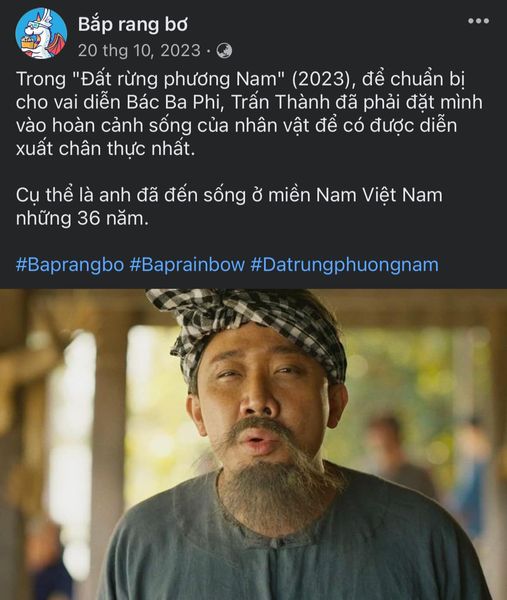 Bắp rang bơ
20 thg 10, 2023 ·
Trong "Đất rừng phương Nam" (2023), để chuẩn bị
cho vai diễn Bác Ba Phi, Trấn Thành đã phải đặt mình
vào hoàn cảnh sống của nhân vật để có được diễn
xuất chân thực nhất.
Cụ thể là anh đã đến sống ở miền Nam Việt Nam
những 36 năm.
#Baprangbo #Baprainbow #Datrungphuongnam